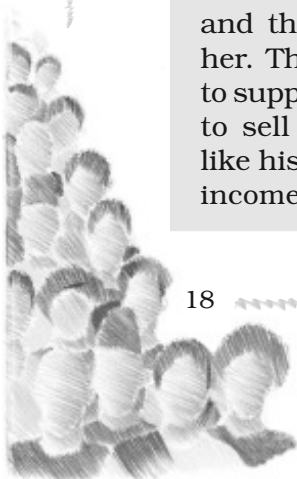 and th
her. Th
to supp
to sell
like his
income
18